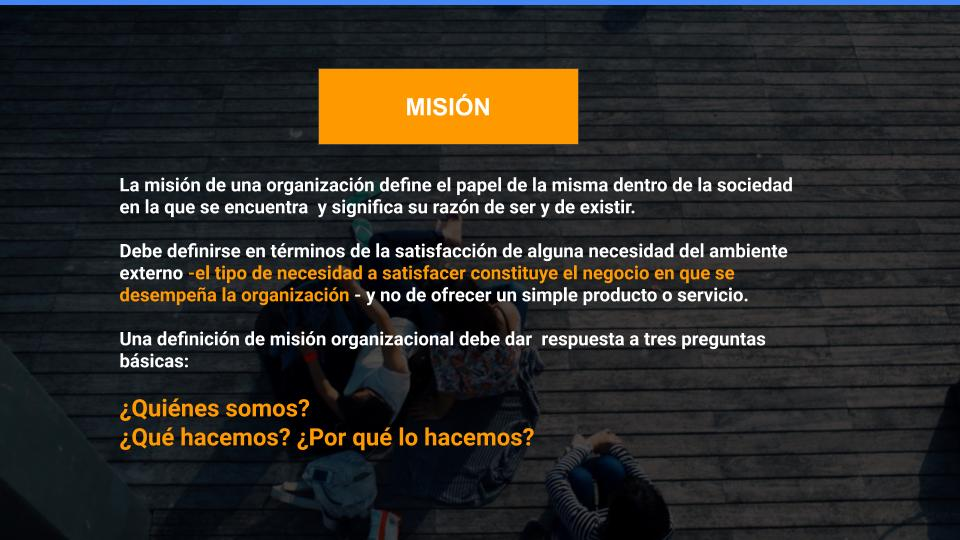 MISIÓN
La misión de una organización define el papel de la misma dentro de la sociedad
en la que se encuentra  y significa su razón de ser y de existir.
Debe definirse en términos de la satisfacción de alguna necesidad del ambiente
externo -el tipo de necesidad a satisfacer constituye el negocio en que se
desempeña la organización - y no de ofrecer un simple producto o servicio.
Una definición de misión organizacional debe dar  respuesta a tres preguntas
básicas:
¿Quiénes somos?
¿Qué hacemos? ¿Por qué lo hacemos?